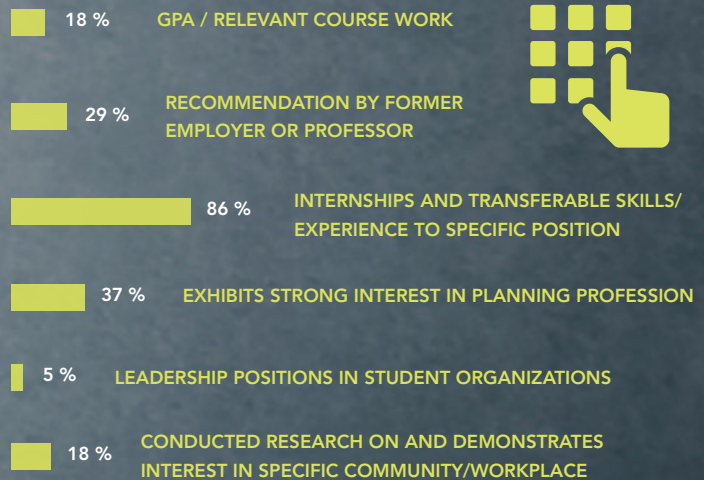 18 % GPA / RELEVANT COURSE WORK
29 % RECOMMENDATION BY FORMER
EMPLOYER OR PROFESSOR
86 % INTERNSHIPS AND TRANSFERABLE SKILLS/
EXPERIENCE TO SPECIFIC POSITION
37 % EXHIBITS STRONG INTEREST IN PLANNING PROFESSION
5 % LEADERSHIP POSITIONS IN STUDENT ORGANIZATIONS
18 % CONDUCTED RESEARCH ON AND DEMONSTRATES
INTEREST IN SPECIFIC COMMUNITY/WORKPLACE